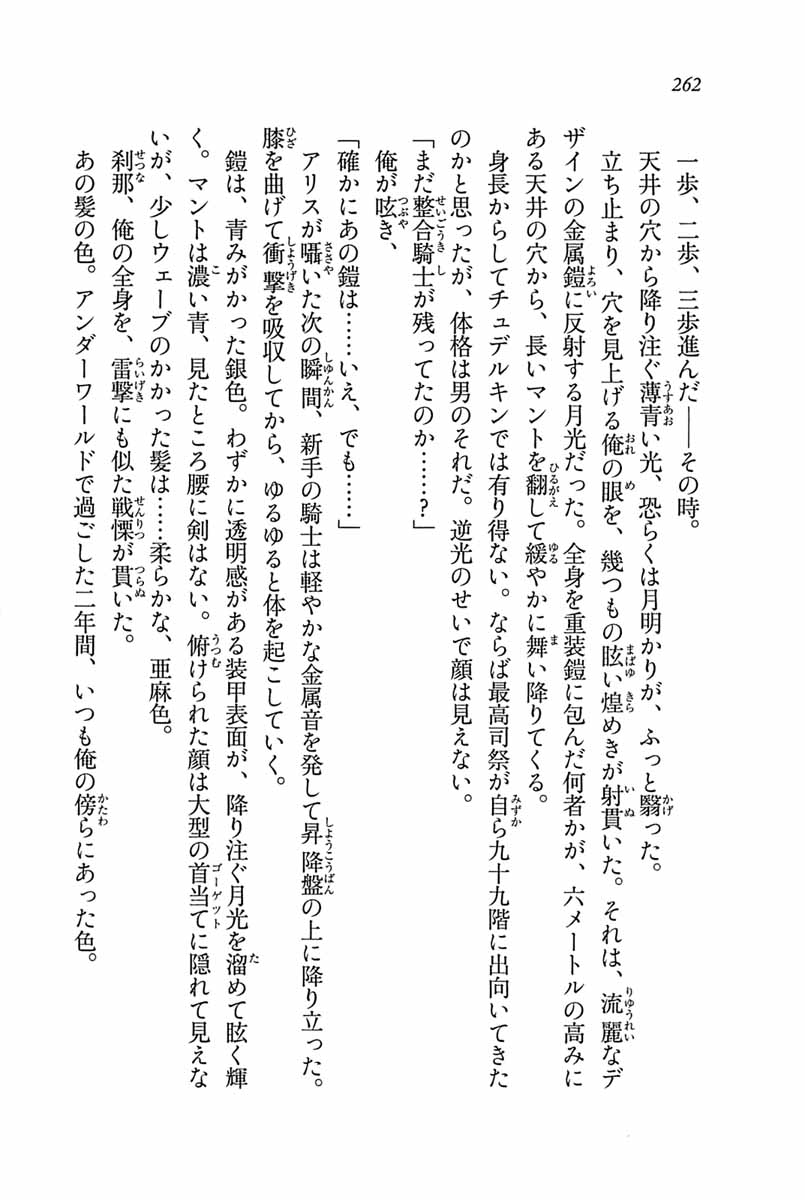 262
一歩、二歩、三歩進んだ――その時。
天井の穴から降り注ぐ薄青い光、恐らくは月明かりが、ふっと翳った。
立ち止まり、穴を見上げる俺の眼を、幾つもの眩い煌めきが射貫いた。それは、流麗なデ
ザインの金属鎧に反射する月光だった。全身を重装鎧に包んだ何者かが、六メートルの高みに
ある天井の穴から、長いマントを翻して緩やかに舞い降りてくる。
身長からしてチュデルキンでは有り得ない。ならば最高司祭が自ら九十九階に出向いてきた
のかと思ったが、体格は男のそれだ。逆光のせいで顔は見えない。
「まだ整合騎士が残ってたのか……？」
俺が呟き、
「確かにあの鎧は……いえ、でも……」
アリスが囁いた次の瞬間、新手の騎士は軽やかな金属音を発して昇降盤の上に降り立った。
膝を曲げて衝撃を吸収してから、ゆるゆると体を起こしていく。
鎧は、青みがかった銀色。わずかに透明感がある装甲表面が、降り注ぐ月光を溜めて眩く輝
く。マントは濃い青、見たところ腰に剣はない。俯けられた顔は大型の首当てに隠れて見えな
いが、少しウェーブのかかった髪は……柔らかな、亜麻色。
刹那、俺の全身を、雷撃にも似た戦慄が貫いた。
あの髪の色。アンダーワールドで過ごした二年間、いつも俺の傍らにあった色。